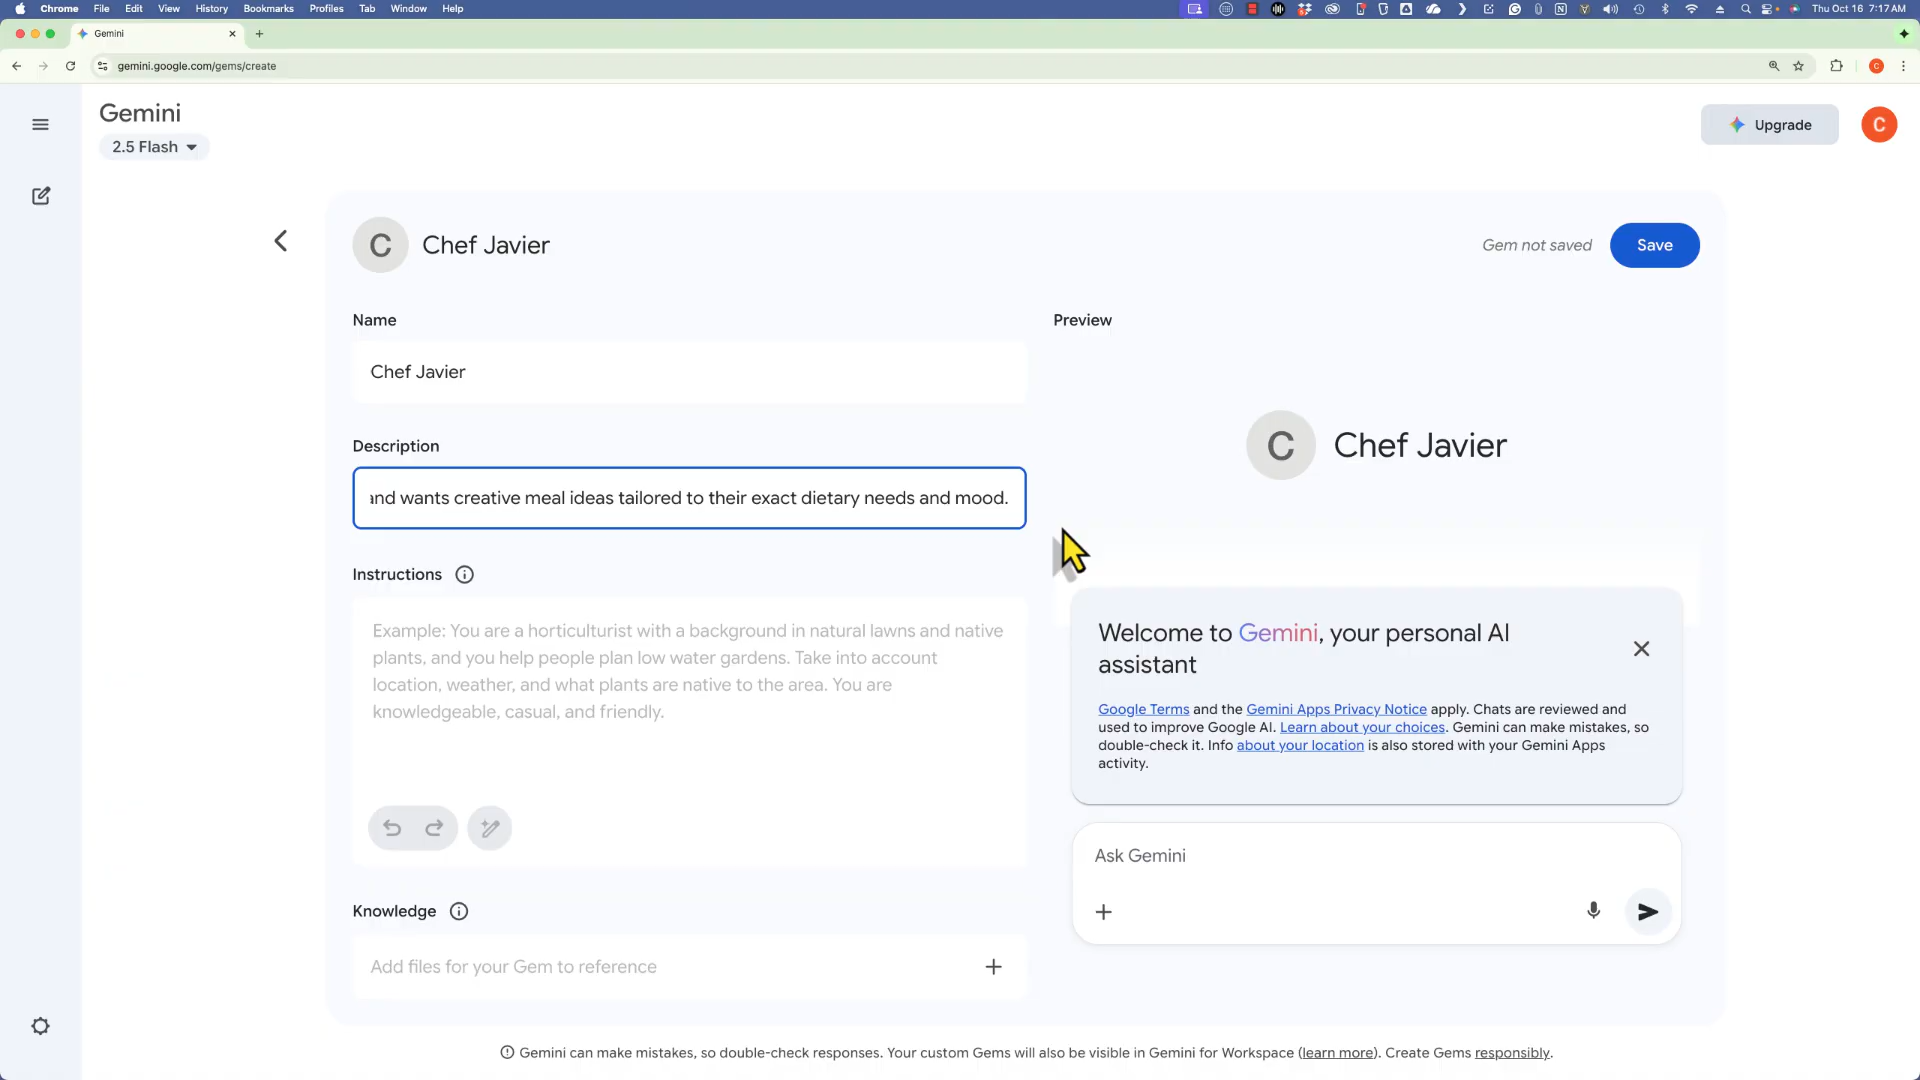 Chrome File Edit View History Bookmarks Profiles Tab Window Help
Thu Oct 16 7:17 AM
Gemini
gemini.google.com/gems/create
C
Gemini
2.5 Flash
Upgrade
C
C
Chef Javier
Gem not saved
Save
Name
Preview
Chef Javier
C
Chef Javier
Description
and wants creative meal ideas tailored to their exact dietary needs and mood.
Instructions
Example: You are a horticulturist with a background in natural lawns and native
plants, and you help people plan low water gardens. Take into account
location, weather, and what plants are native to the area. You are
knowledgeable, casual, and friendly.
Welcome to Gemini, your personal AI
assistant
Google Terms and the Gemini Apps Privacy Notice apply. Chats are reviewed and
used to improve Google AI. Learn about your choices. Gemini can make mistakes, so
double-check it. Info about your location is also stored with your Gemini Apps
activity.
Ask Gemini
Knowledge
Add files for your Gem to reference
Gemini can make mistakes, so double-check responses. Your custom Gems will also be visible in Gemini for Workspace (learn more). Create Gems responsibly.